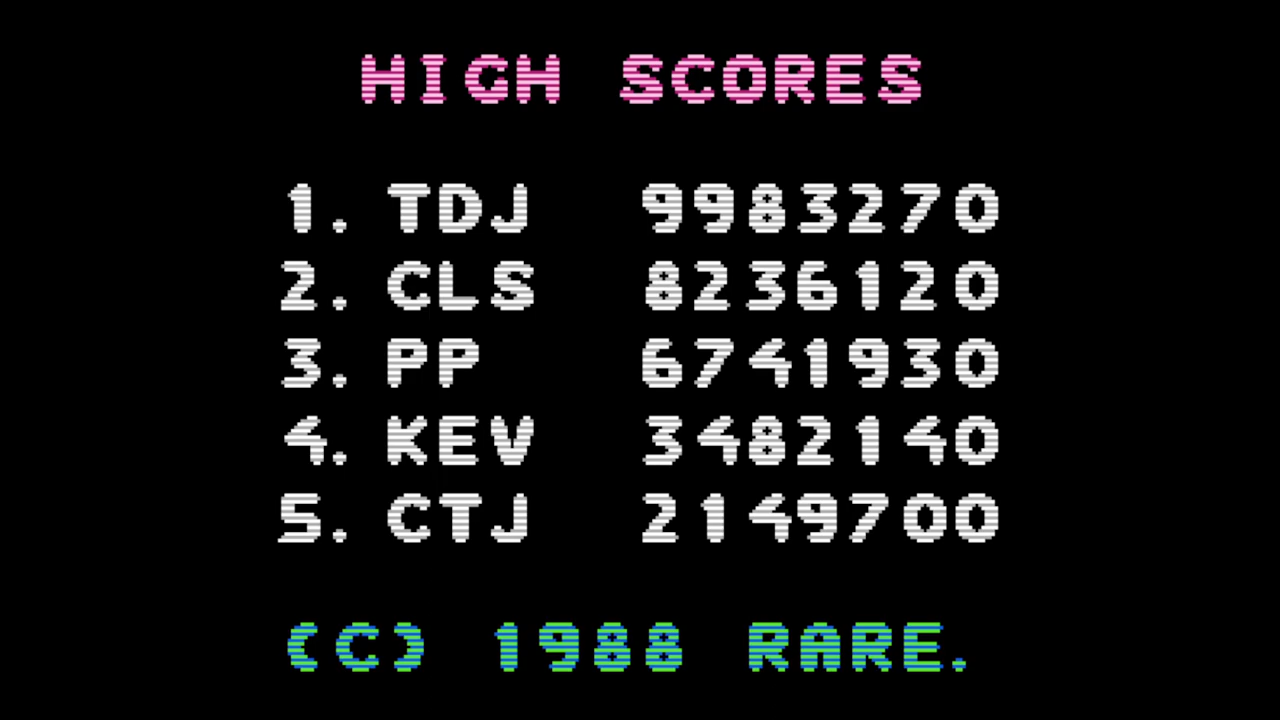 HIGH SCORES
1. TDJ 9983270
2. CLS 8236120
3. PP 6741930
4. KEV 3482140
5. CTJ 2149700
(C) 1988 RARE.